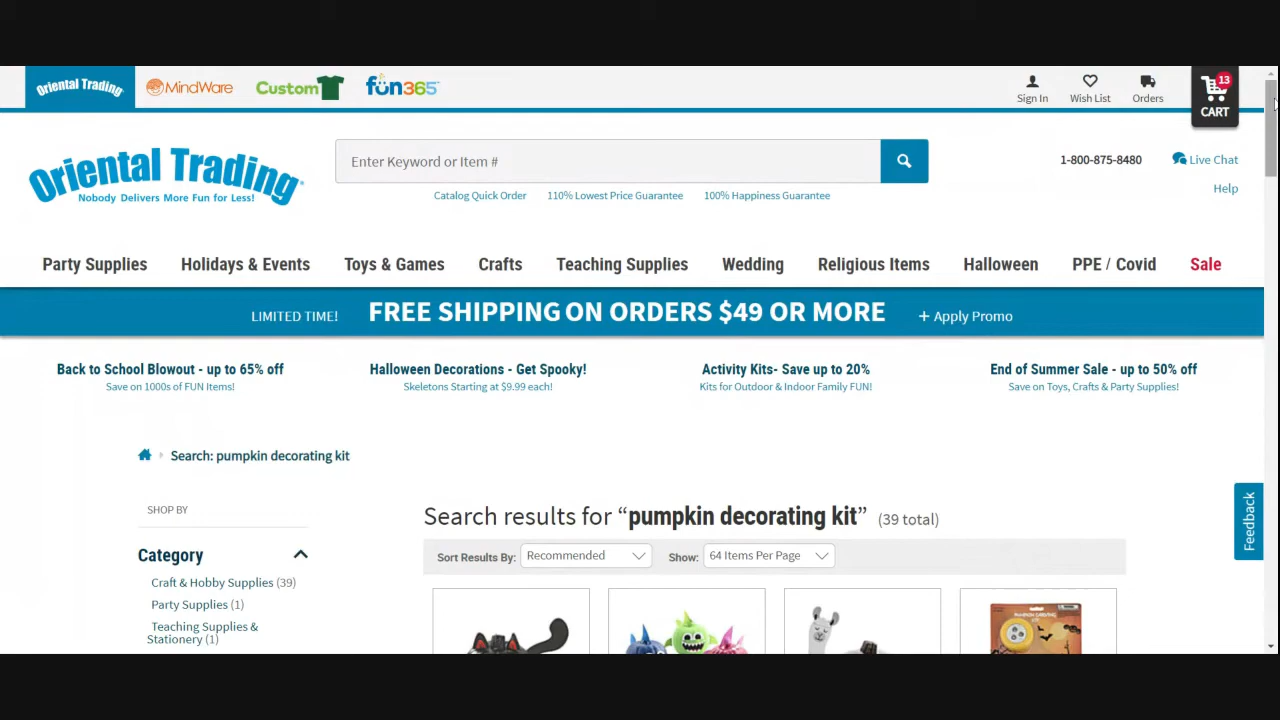 Oriental Trading
MindWare
Custom
fun365
Sign In
Wish List
Orders
13
CART
Oriental Trading
Nobody Delivers More Fun for Less!
Enter Keyword or Item #
Catalog Quick Order
110% Lowest Price Guarantee
100% Happiness Guarantee
1-800-875-8480
Live Chat
Help
Party Supplies
Holidays & Events
Toys & Games
Crafts
Teaching Supplies
Wedding
Religious Items
Halloween
PPE / Covid
Sale
LIMITED TIME! FREE SHIPPING ON ORDERS $49 OR MORE + Apply Promo
Back to School Blowout - up to 65% off
Save on 1000s of FUN Items!
Halloween Decorations - Get Spooky!
Skeletons Starting at $9.99 each!
Activity Kits- Save up to 20%
Kits for Outdoor & Indoor Family FUN!
End of Summer Sale - up to 50% off
Save on Toys, Crafts & Party Supplies!
Search: pumpkin decorating kit
SHOP BY
Category
Craft & Hobby Supplies (39)
Party Supplies (1)
Teaching Supplies &
Stationery (1)
Search results for “pumpkin decorating kit” (39 total)
Sort Results By: Recommended
Show: 64 Items Per Page
Feedback